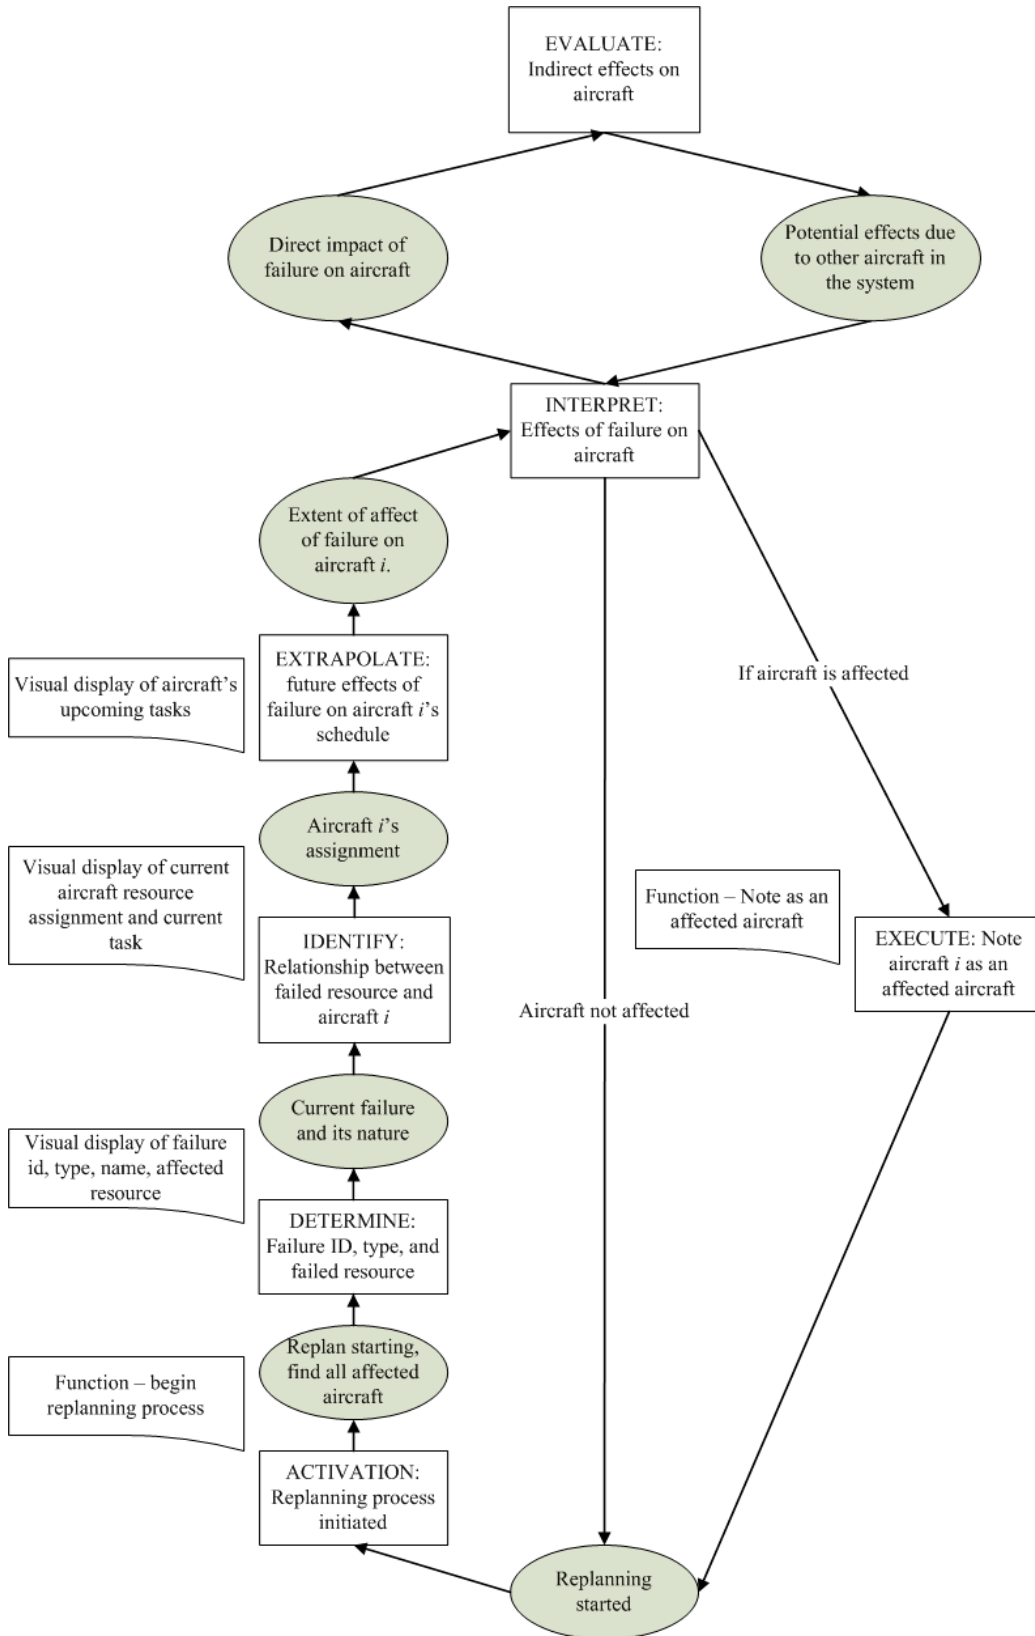 EVALUATE:
Indirect effects on
aircraft
Direct impact of
failure on aircraft
Potential effects due
to other aircraft in
the system
INTERPRET:
Effects of failure on
aircraft
Extent of affect
of failure on
aircraft i.
EXTRAPOLATE:
future effects of
failure on aircraft i's
schedule
Visual display of aircraft's
upcoming tasks
If aircraft is affected
Aircraft i's
assignment
Visual display of current
aircraft resource
assignment and current
task
IDENTIFY:
Relationship between
failed resource and
aircraft i
Function – Note as an
affected aircraft
EXECUTE: Note
aircraft i as an
affected aircraft
Aircraft not affected
Current failure
and its nature
Visual display of failure
id, type, name, affected
resource
DETERMINE:
Failure ID, type, and
failed resource
Replan starting,
find all affected
aircraft
Function – begin
replanning process
ACTIVATION:
Replanning process
initiated
Replanning
started